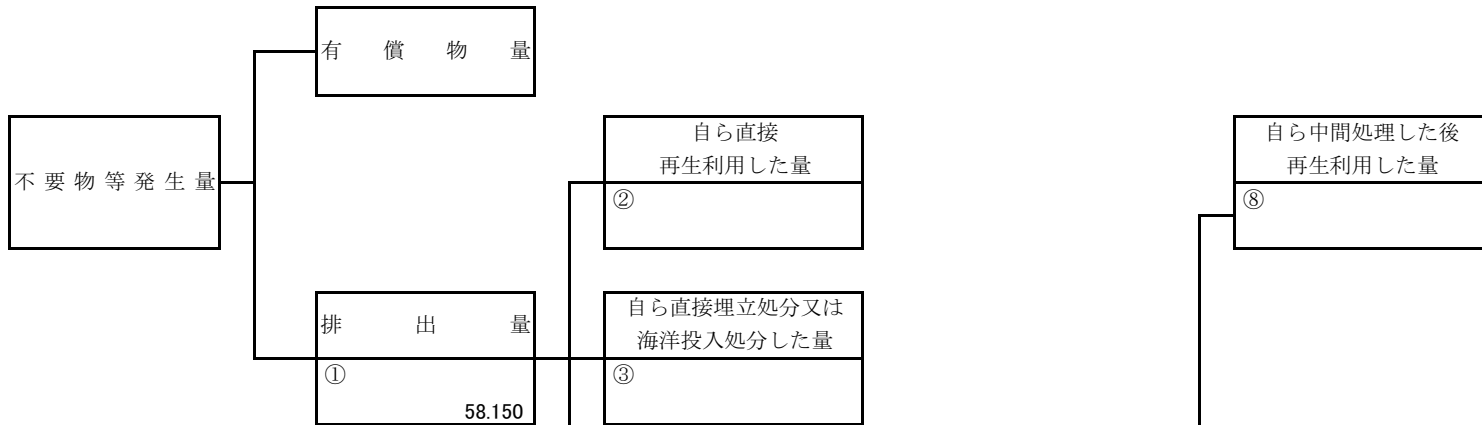 有償物量
不要物等発生量
自ら直接
再生利用した量
②
自ら中間処理した後
再生利用した量
⑧
排出量
①
58.150
自ら直接埋立処分又は
海洋投入処分した量
③